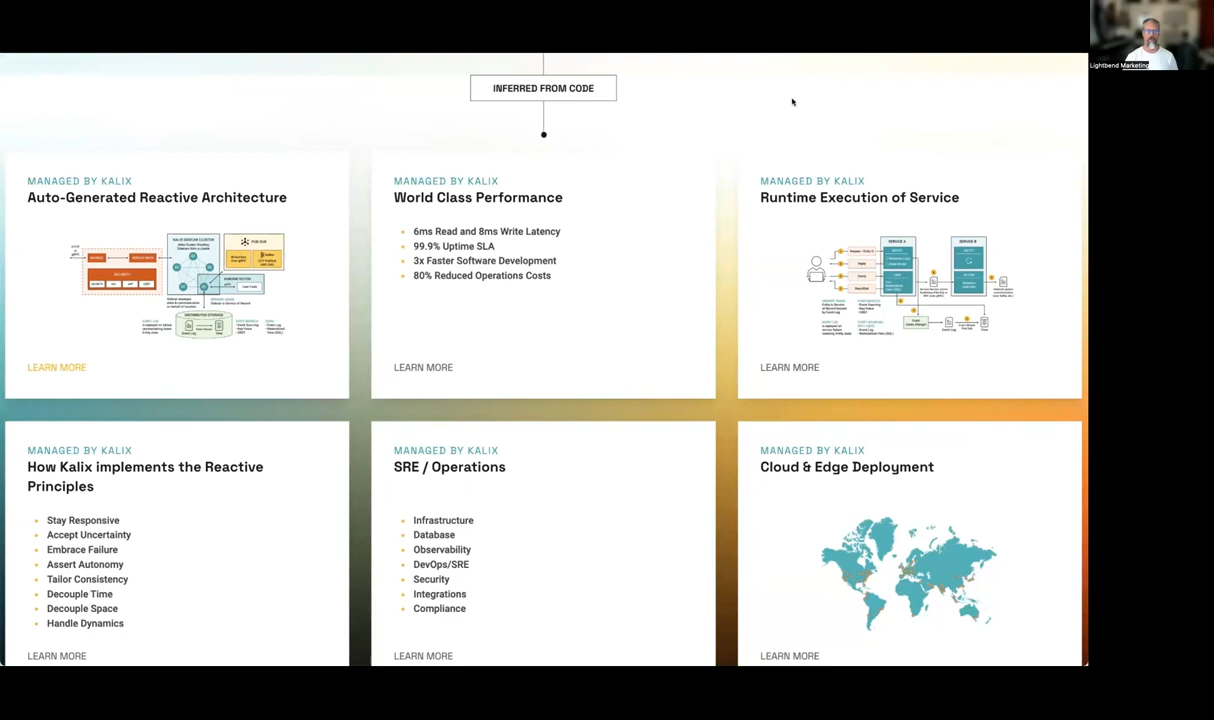 Lightbend Marketing
INFERRED FROM CODE
MANAGED BY KALIX
Auto-Generated Reactive Architecture
SECURITY
LEARN MORE
MANAGED BY KALIX
World Class Performance
6ms Read and 8ms Write Latency
99.9% Uptime SLA
3x Faster Software Development
80% Reduced Operations Costs
LEARN MORE
MANAGED BY KALIX
Runtime Execution of Service
SERVICE A
SERVICE B
LEARN MORE
MANAGED BY KALIX
How Kalix implements the Reactive
Principles
Stay Responsive
Accept Uncertainty
Embrace Failure
Assert Autonomy
Tailor Consistency
Decouple Time
Decouple Space
Handle Dynamics
LEARN MORE
MANAGED BY KALIX
SRE / Operations
Infrastructure
Database
Observability
DevOps/SRE
Security
Integrations
Compliance
LEARN MORE
MANAGED BY KALIX
Cloud & Edge Deployment
LEARN MORE